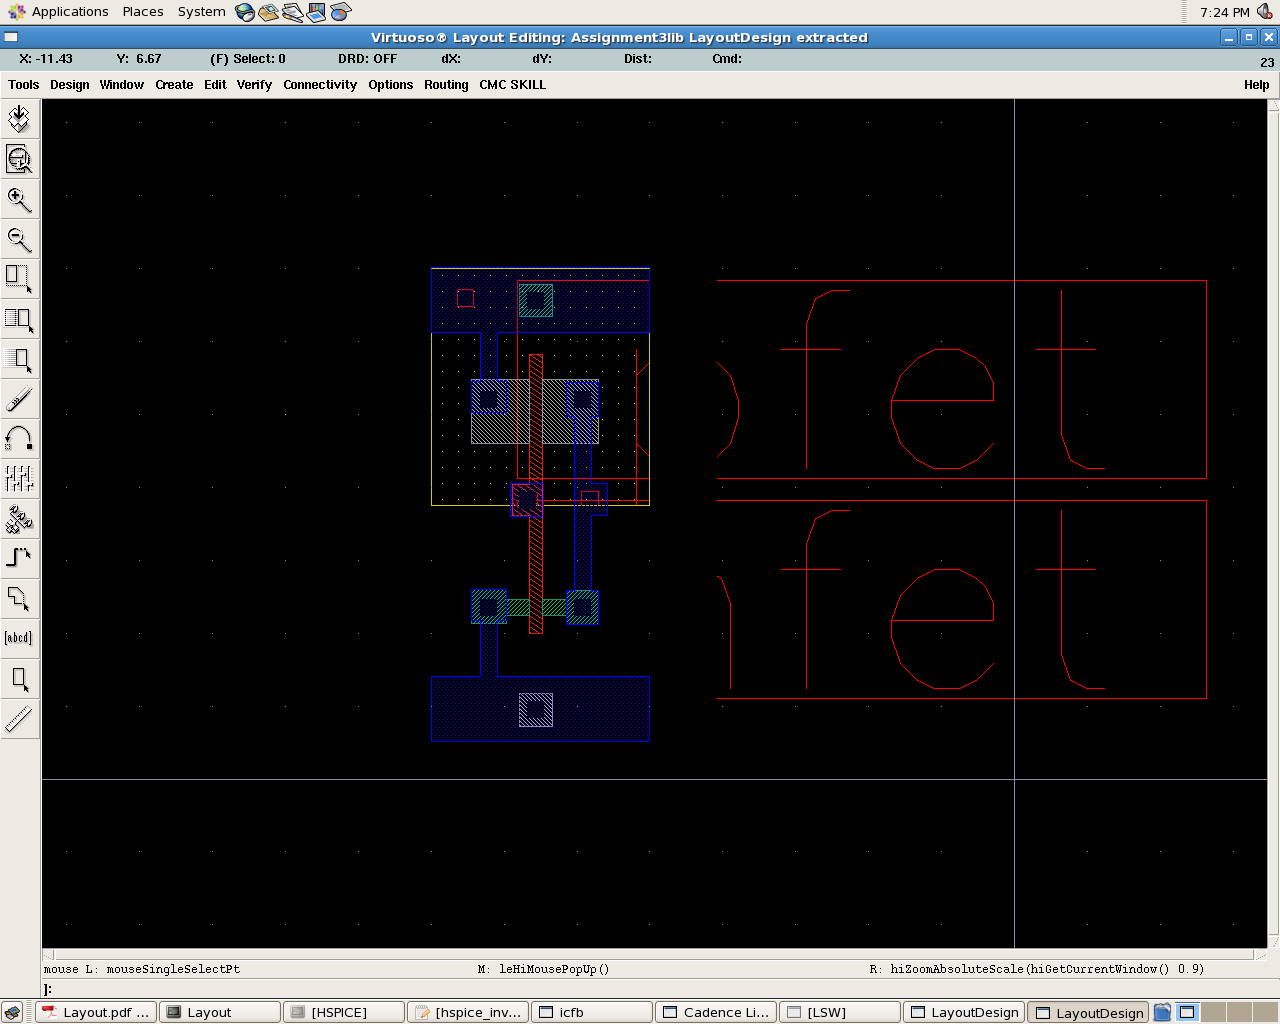 Applications Places System 7:24 PM
Virtuoso® Layout Editing: Assignment3lib LayoutDesign extracted
X: -11.43 Y: 6.67 (F) Select: 0 DRD: OFF dX: dY: Dist: Cmd: 23
Tools Design Window Create Edit Verify Connectivity Options Routing CMC SKILL Help
fet
fet
[abcd]
mouse L: mouseSingleSelectPt M: leHiMousePopUp() R: hiZoomAbsoluteScale(hiGetCurrentWindow() 0.9)
]:
Layout.pdf ... Layout [HSPICE] [hspice_inv... icfb Cadence Li... [LSW] LayoutDesign LayoutDesign